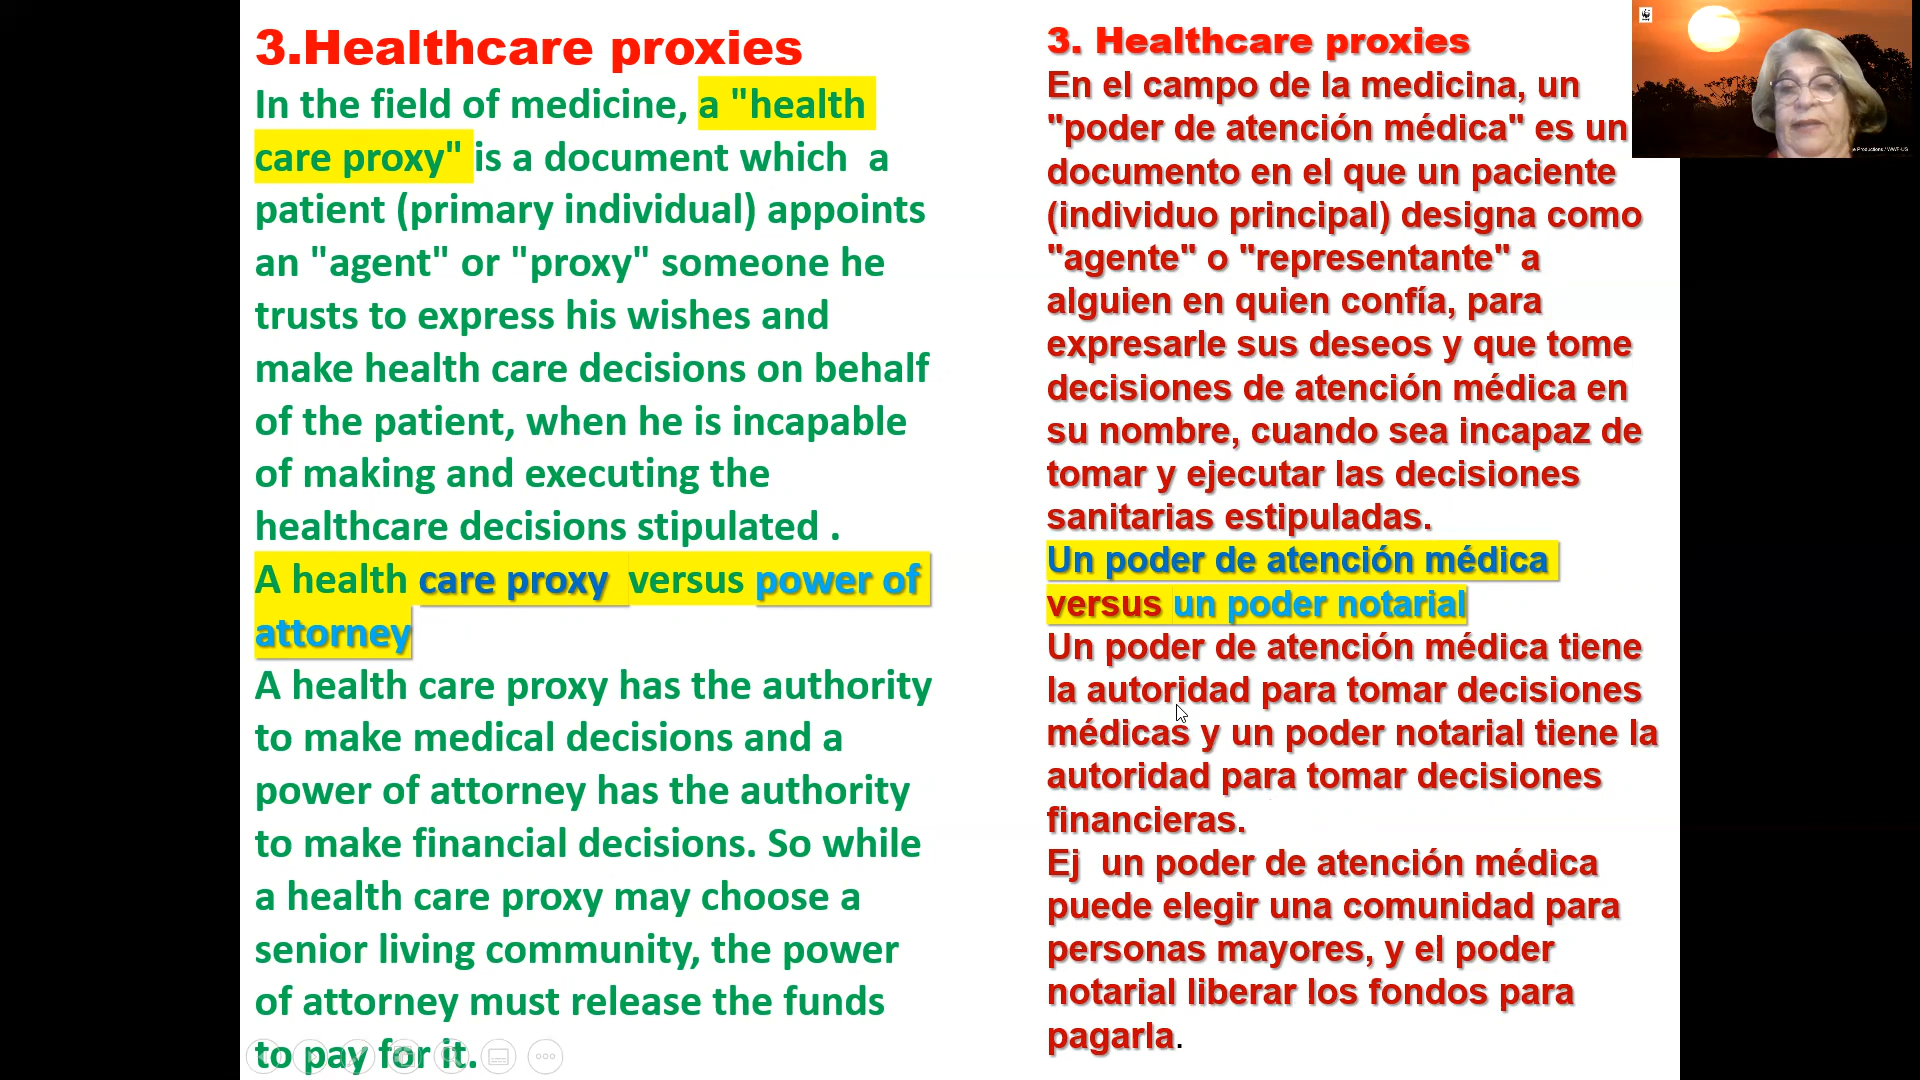 3.Healthcare proxies
In the field of medicine, a "health
care proxy" is a document which a
patient (primary individual) appoints
an "agent" or "proxy" someone he
trusts to express his wishes and
make health care decisions on behalf
of the patient, when he is incapable
of making and executing the
healthcare decisions stipulated .
A health care proxy versus power of
attorney
A health care proxy has the authority
to make medical decisions and a
power of attorney has the authority
to make financial decisions. So while
a health care proxy may choose a
senior living community, the power
of attorney must release the funds
to pay for it.
3. Healthcare proxies
En el campo de la medicina, un
"poder de atención médica" es un
documento en el que un paciente
(individuo principal) designa como
"agente" o "representante" a
alguien en quien confía, para
expresarle sus deseos y que tome
decisiones de atención médica en
su nombre, cuando sea incapaz de
tomar y ejecutar las decisiones
sanitarias estipuladas.
Un poder de atención médica
versus un poder notarial
Un poder de atención médica tiene
la autoridad para tomar decisiones
médicas y un poder notarial tiene la
autoridad para tomar decisiones
financieras.
Ej un poder de atención médica
puede elegir una comunidad para
personas mayores, y el poder
notarial liberar los fondos para
pagarla.
Productions / WWF-US